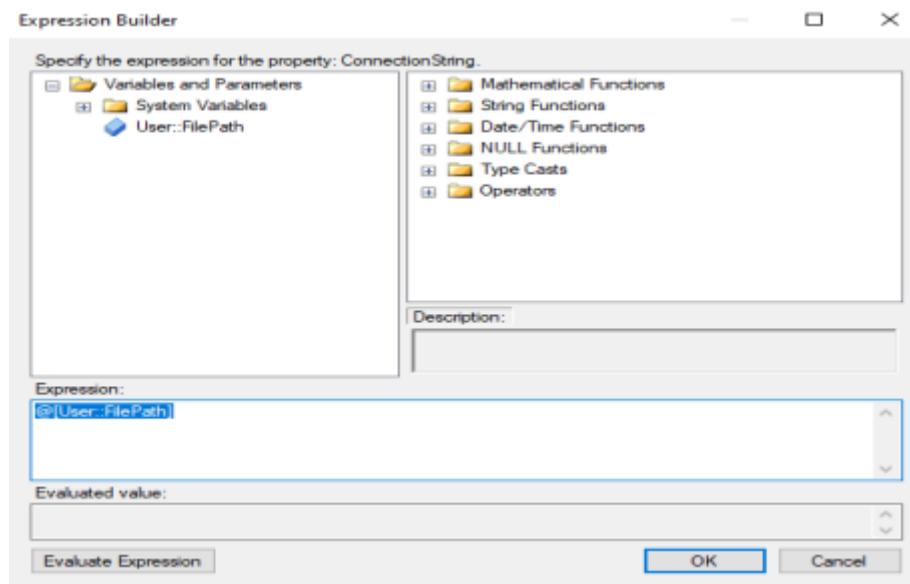 Expression Builder
Specify the expression for the property: ConnectionString.
Variables and Parameters
System Variables
User::FilePath
Mathematical Functions
String Functions
Date/Time Functions
NULL Functions
Type Casts
Operators
Description:
Expression:
@[User::FilePath]
Evaluated value:
Evaluate Expression
OK
Cancel